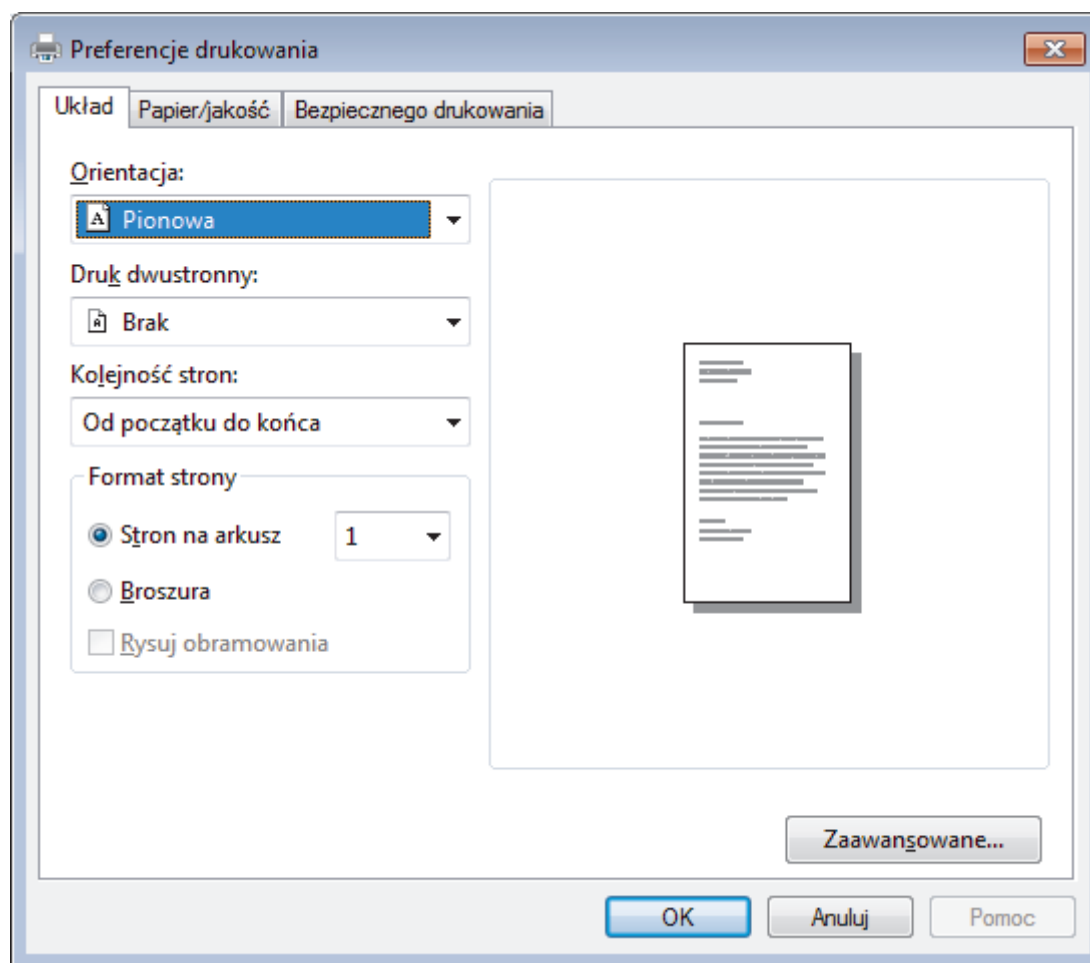 Preferencje drukowania
Układ Papier/jakość Bezpiecznego drukowania
Orientacja:
A Pionowa
Druk dwustronny:
A Brak
Kolejność stron:
Od początku do końca
Format strony
Stron na arkusz 1
Broszura
Rysuj obramowania
Zaawansowane...
OK Anuluj Pomoc